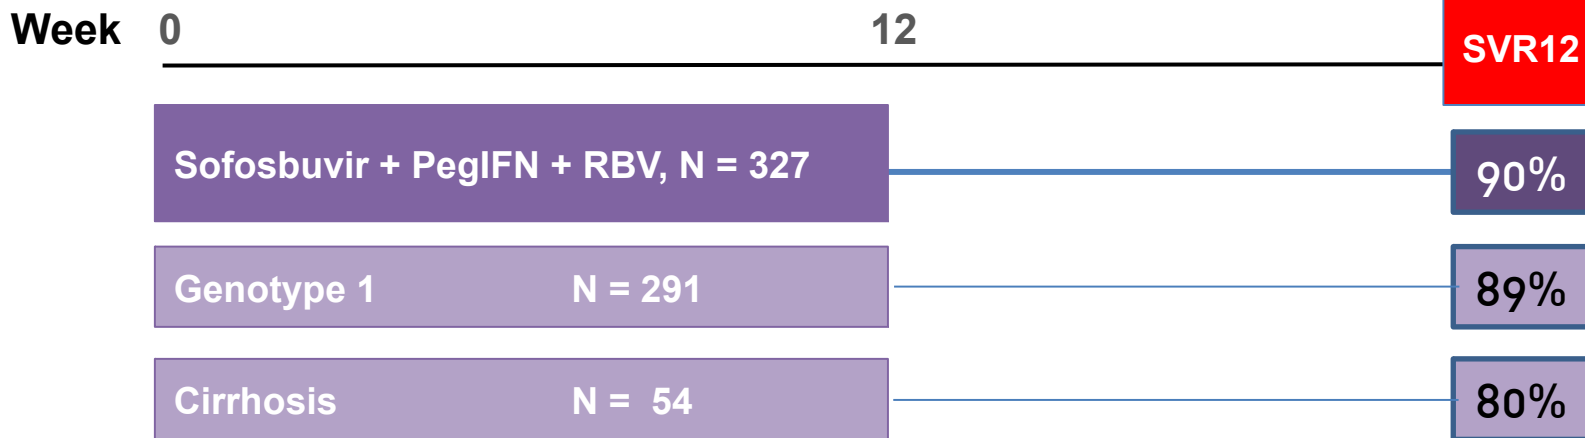 Week 0 12
SVR12
Sofosbuvir + PegIFN + RBV, N = 327 90%
Genotype 1 N = 291 89%
Cirrhosis N = 54 80%